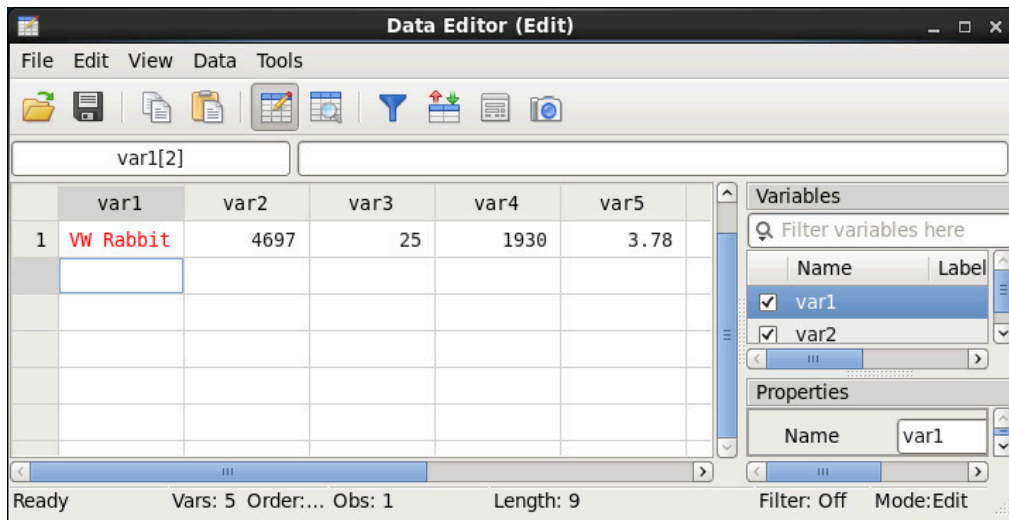 Data Editor (Edit)
File Edit View Data Tools
var1[2]
var1 var2 var3 var4 var5
1 VW Rabbit 4697 25 1930 3.78
Variables
Filter variables here
Name Label
var1
var2
Properties
Name var1
Ready Vars: 5 Order:... Obs: 1 Length: 9 Filter: Off Mode:Edit